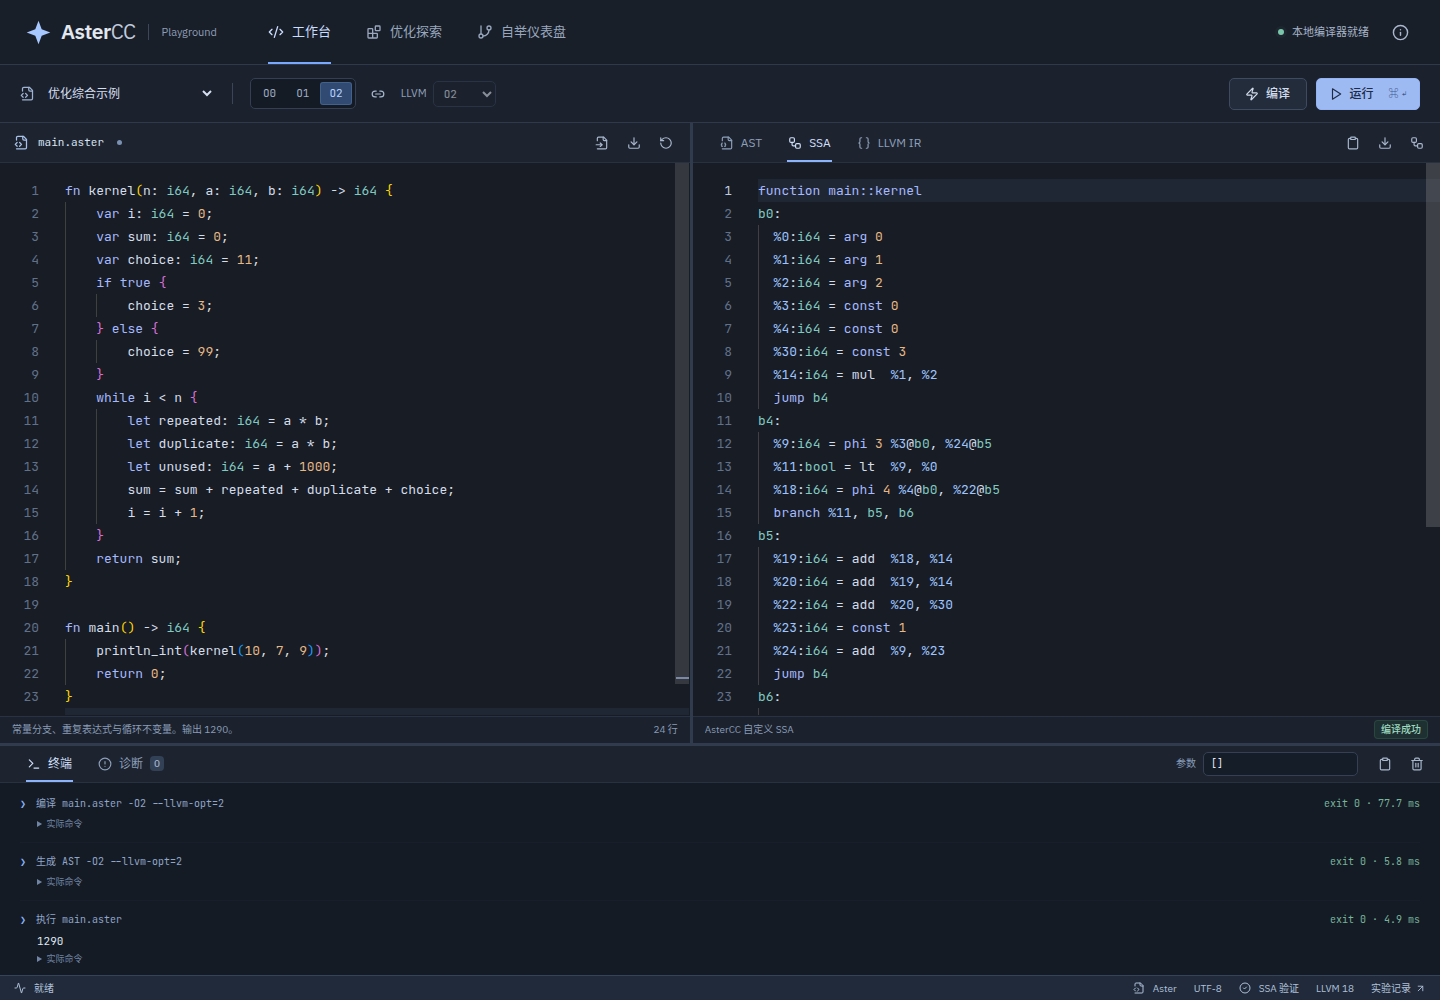 AsterCC Playground 工作台 优化探索 自举仪表盘 本地编译器就绪
优化综合示例 O0 O1 O2 LLVM O2 编译 运行 ⌘↵
main.aster
1 fn kernel(n: i64, a: i64, b: i64) -> i64 {
2 var i: i64 = 0;
3 var sum: i64 = 0;
4 var choice: i64 = 11;
5 if true {
6 choice = 3;
7 } else {
8 choice = 99;
9 }
10 while i < n {
11 let repeated: i64 = a * b;
12 let duplicate: i64 = a * b;
13 let unused: i64 = a + 1000;
14 sum = sum + repeated + duplicate + choice;
15 i = i + 1;
16 }
17 return sum;
18 }
19
20 fn main() -> i64 {
21 println_int(kernel(10, 7, 9));
22 return 0;
23 }
常量分支、重复表达式与循环不变量。输出 1290。 24 行
AST SSA LLVM IR
1 function main::kernel
2 b0:
3 %0:i64 = arg 0
4 %1:i64 = arg 1
5 %2:i64 = arg 2
6 %3:i64 = const 0
7 %4:i64 = const 0
8 %30:i64 = const 3
9 %14:i64 = mul  %1, %2
10 jump b4
11 b4:
12 %9:i64 = phi 3 %3@b0, %24@b5
13 %11:bool = lt  %9, %0
14 %18:i64 = phi 4 %4@b0, %22@b5
15 branch %11, b5, b6
16 b5:
17 %19:i64 = add  %18, %14
18 %20:i64 = add  %19, %14
19 %22:i64 = add  %20, %30
20 %23:i64 = const 1
21 %24:i64 = add  %9, %23
22 jump b4
23 b6:
AsterCC 自定义 SSA 编译成功
终端 诊断 0 参数 []
❯ 编译 main.aster -O2 --llvm-opt=2 exit 0 · 77.7 ms
▶ 实际命令
❯ 生成 AST -O2 --llvm-opt=2 exit 0 · 5.8 ms
▶ 实际命令
❯ 执行 main.aster exit 0 · 4.9 ms
1290
▶ 实际命令
就绪 Aster UTF-8 SSA 验证 LLVM 18 实验记录